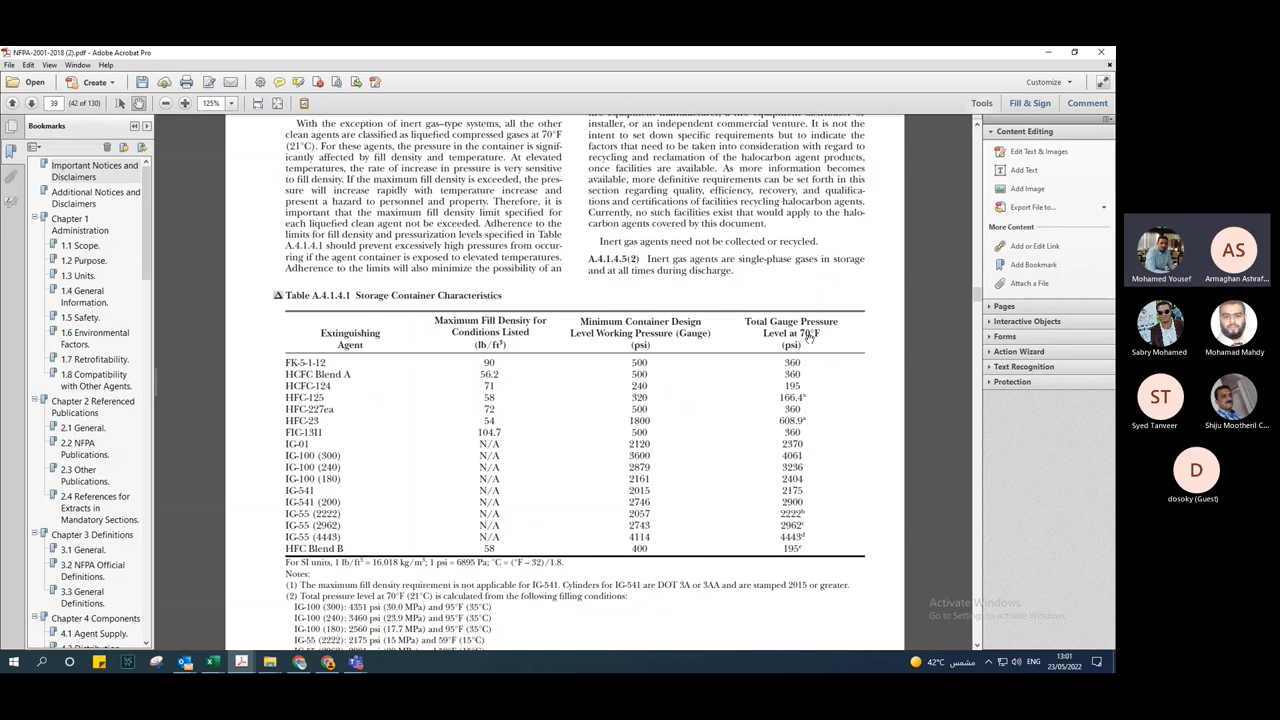 NFPA-2001-2018 (2).pdf - Adobe Acrobat Pro
File Edit View Window Help
Open Create Customize
39 (42 of 130) 125% Tools Fill & Sign Comment
Bookmarks
Important Notices and
Disclaimers
Additional Notices and
Disclaimers
Chapter 1
Administration
1.1 Scope.
1.2 Purpose.
1.3 Units.
1.4 General
Information.
1.5 Safety.
1.6 Environmental
Factors.
1.7 Retrofitability.
1.8 Compatibility
with Other Agents.
Chapter 2 Referenced
Publications
2.1 General.
2.2 NFPA
Publications.
2.3 Other
Publications.
2.4 References for
Extracts in
Mandatory Sections.
Chapter 3 Definitions
3.1 General.
3.2 NFPA Official
Definitions.
3.3 General
Definitions.
Chapter 4 Components
4.1 Agent Supply.
With the exception of inert gas–type systems, all the other
clean agents are classified as liquefied compressed gases at 70°F
(21°C). For these agents, the pressure in the container is signif-
icantly affected by fill density and temperature. At elevated
temperatures, the rate of increase in pressure is very sensitive
to fill density. If the maximum fill density is exceeded, the pres-
sure will increase rapidly with temperature increase and
present a hazard to personnel and property. Therefore, it is
important that the maximum fill density limit specified for
each liquefied clean agent not be exceeded. Adherence to the
limits for fill density and pressurization levels specified in Table
A.4.1.4.1 should prevent excessively high pressures from occur-
ring if the agent container is exposed to elevated temperatures.
Adherence to the limits will also minimize the possibility of an
installer, or an independent commercial venture. It is not the
intent to set down specific requirements but to indicate the
factors that need to be taken into consideration with regard to
recycling and reclamation of the halocarbon agent products,
once facilities are available. As more information becomes
available, more definitive requirements can be set forth in this
section regarding quality, efficiency, recovery, and qualifica-
tions and certifications of facilities recycling halocarbon agents.
Currently, no such facilities exist that would apply to the halo-
carbon agents covered by this document.
Inert gas agents need not be collected or recycled.
A.4.1.4.5(2) Inert gas agents are single-phase gases in storage
and at all times during discharge.
Δ Table A.4.1.4.1 Storage Container Characteristics
Extinguishing
Agent
Maximum Fill Density for
Conditions Listed
(lb/ft³)
Minimum Container Design
Level Working Pressure (Gauge)
(psi)
Total Gauge Pressure
Level at 70°F
(psi)
FK-5-1-12 90 500 360
HCFC Blend A 56.2 500 360
HCFC-124 71 240 195
HFC-125 58 320 166.4ᵃ
HFC-227ea 72 500 360
HFC-23 54 1800 608.9ᵃ
FIC-13I1 104.7 500 360
IG-01 N/A 2120 2370
IG-100 (300) N/A 3600 4061
IG-100 (240) N/A 2879 3236
IG-100 (180) N/A 2161 2404
IG-541 N/A 2015 2175
IG-541 (200) N/A 2746 2900
IG-55 (2222) N/A 2057 2222ᵇ
IG-55 (2962) N/A 2743 2962ᶜ
IG-55 (4443) N/A 4114 4443ᵈ
HFC Blend B 58 400 195ᵉ
For SI units, 1 lb/ft³ = 16.018 kg/m³; 1 psi = 6895 Pa; °C = (°F – 32)/1.8.
Notes:
(1) The maximum fill density requirement is not applicable for IG-541. Cylinders for IG-541 are DOT 3A or 3AA and are stamped 2015 or greater.
(2) Total pressure level at 70°F (21°C) is calculated from the following filling conditions:
IG-100 (300): 4351 psi (30.0 MPa) and 95°F (35°C)
IG-100 (240): 3460 psi (23.9 MPa) and 95°F (35°C)
IG-100 (180): 2560 psi (17.7 MPa) and 95°F (35°C)
IG-55 (2222): 2175 psi (15 MPa) and 59°F (15°C)
Content Editing
Edit Text & Images
Add Text
Add Image
Export File to...
More Content
Add or Edit Link
Add Bookmark
Attach a File
Pages
Interactive Objects
Forms
Action Wizard
Text Recognition
Protection
Activate Windows
Go to Settings to activate Windows.
AS
Mohamed Yousef Armaghan Ashraf...
Sabry Mohamed Mohamad Mahdy
ST
Syed Tanveer Shiju Mootheril C...
D
dosoky (Guest)
42°C مشمس ENG 13:01
23/05/2022